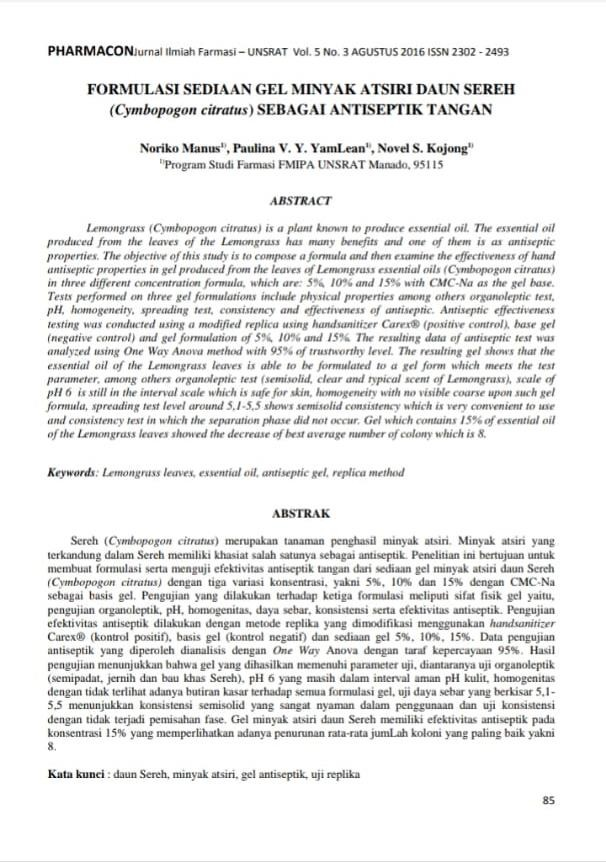 PHARMACONJurnal Ilmiah Farmasi – UNSRAT Vol. 5 No. 3 AGUSTUS 2016 ISSN 2302 - 2493
FORMULASI SEDIAAN GEL MINYAK ATSIRI DAUN SEREH
(Cymbopogon citratus) SEBAGAI ANTISEPTIK TANGAN
Noriko Manus1), Paulina V. Y. YamLean1), Novel S. Kojong1)
1)Program Studi Farmasi FMIPA UNSRAT Manado, 95115
ABSTRACT
Lemongrass (Cymbopogon citratus) is a plant known to produce essential oil. The essential oil
produced from the leaves of the Lemongrass has many benefits and one of them is as antiseptic
properties. The objective of this study is to compose a formula and then examine the effectiveness of hand
antiseptic properties in gel produced from the leaves of Lemongrass essential oils (Cymbopogon citratus)
in three different concentration formula, which are: 5%, 10% and 15% with CMC-Na as the gel base.
Tests performed on three gel formulations include physical properties among others organoleptic test,
pH, homogeneity, spreading test, consistency and effectiveness of antiseptic. Antiseptic effectiveness
testing was conducted using a modified replica using handsanitizer Carex® (positive control), base gel
(negative control) and gel formulation of 5%, 10% and 15%. The resulting data of antiseptic test was
analyzed using One Way Anova method with 95% of trustworthy level. The resulting gel shows that the
essential oil of the Lemongrass leaves is able to be formulated to a gel form which meets the test
parameter, among others organoleptic test (semisolid, clear and typical scent of Lemongrass), scale of
pH 6 is still in the interval scale which is safe for skin, homogeneity with no visible coarse upon such gel
formula, spreading test level around 5,1-5,5 shows semisolid consistency which is very convenient to use
and consistency test in which the separation phase did not occur. Gel which contains 15% of essential oil
of the Lemongrass leaves showed the decrease of best average number of colony which is 8.
Keywords: Lemongrass leaves, essential oil, antiseptic gel, replica method
ABSTRAK
Sereh (Cymbopogon citratus) merupakan tanaman penghasil minyak atsiri. Minyak atsiri yang
terkandung dalam Sereh memiliki khasiat salah satunya sebagai antiseptik. Penelitian ini bertujuan untuk
membuat formulasi serta menguji efektivitas antiseptik tangan dari sediaan gel minyak atsiri daun Sereh
(Cymbopogon citratus) dengan tiga variasi konsentrasi, yakni 5%, 10% dan 15% dengan CMC-Na
sebagai basis gel. Pengujian yang dilakukan terhadap ketiga formulasi meliputi sifat fisik gel yaitu,
pengujian organoleptik, pH, homogenitas, daya sebar, konsistensi serta efektivitas antiseptik. Pengujian
efektivitas antiseptik dilakukan dengan metode replika yang dimodifikasi menggunakan handsanitizer
Carex® (kontrol positif), basis gel (kontrol negatif) dan sediaan gel 5%, 10%, 15%. Data pengujian
antiseptik yang diperoleh dianalisis dengan One Way Anova dengan taraf kepercayaan 95%. Hasil
pengujian menunjukkan bahwa gel yang dihasilkan memenuhi parameter uji, diantaranya uji organoleptik
(semipadat, jernih dan bau khas Sereh), pH 6 yang masih dalam interval aman pH kulit, homogenitas
dengan tidak terlihat adanya butiran kasar terhadap semua formulasi gel, uji daya sebar yang berkisar 5,1-
5,5 menunjukkan konsistensi semisolid yang sangat nyaman dalam penggunaan dan uji konsistensi
dengan tidak terjadi pemisahan fase. Gel minyak atsiri daun Sereh memiliki efektivitas antiseptik pada
konsentrasi 15% yang memperlihatkan adanya penurunan rata-rata jumLah koloni yang paling baik yakni
8.
Kata kunci : daun Sereh, minyak atsiri, gel antiseptik, uji replika
85